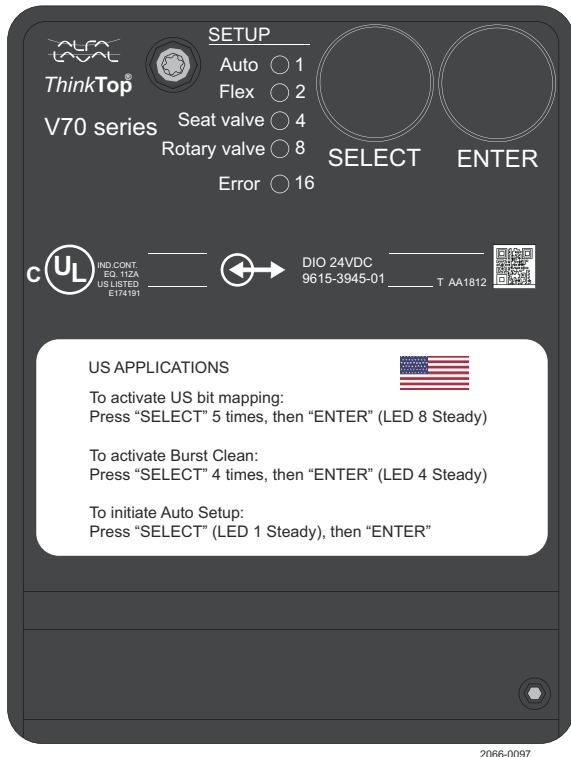 ALFA
LAVAL
ThinkTop®
V70 series
SETUP
Auto 1
Flex 2
Seat valve 4
Rotary valve 8
Error 16
SELECT
ENTER
C UL
IND.CONT.
EQ. 11ZA
US LISTED
E174191
DIO 24VDC
9615-3945-01
T AA1812
US APPLICATIONS
To activate US bit mapping:
Press “SELECT” 5 times, then “ENTER” (LED 8 Steady)
To activate Burst Clean:
Press “SELECT” 4 times, then “ENTER” (LED 4 Steady)
To initiate Auto Setup:
Press “SELECT” (LED 1 Steady), then “ENTER”
2066-0097